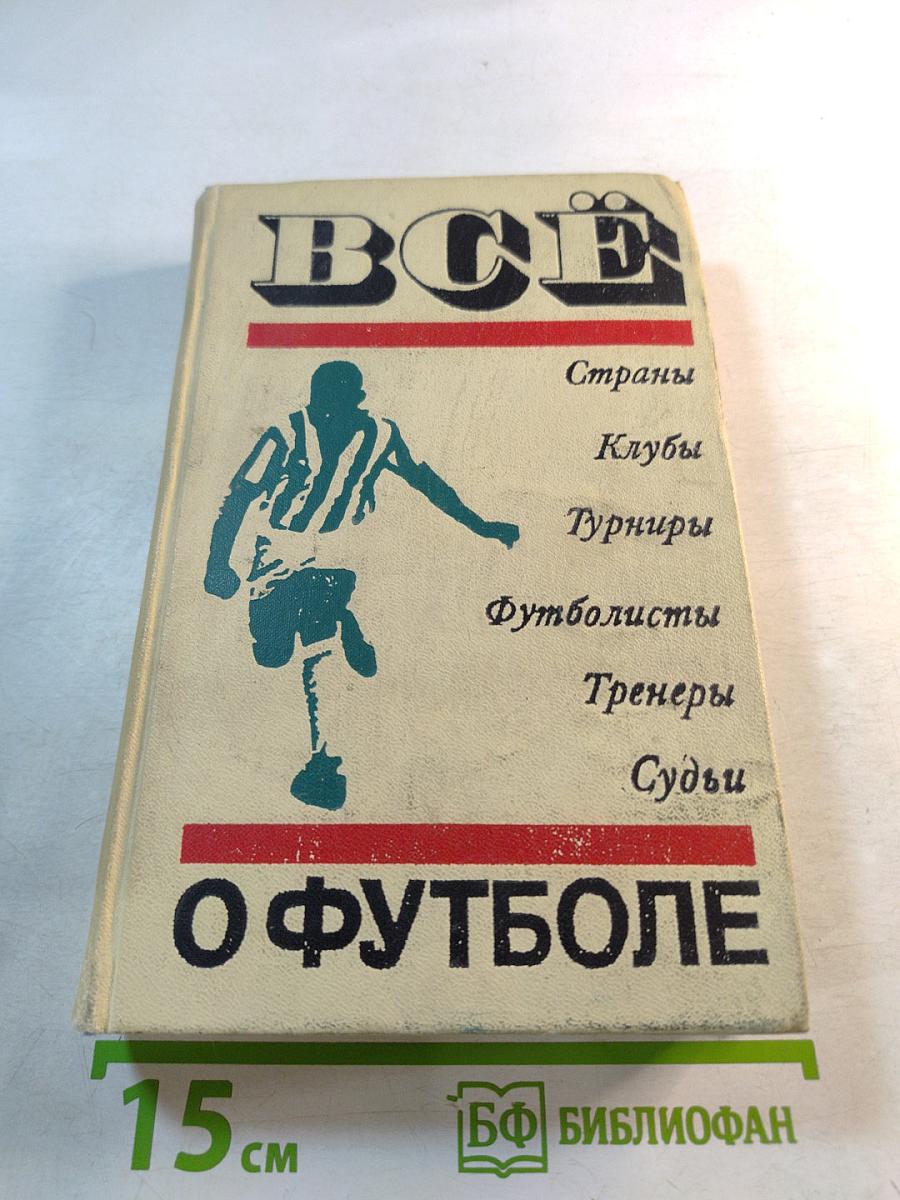 ВСЁ
Страны
Клубы
Турниры
Футболисты
Тренеры
Судьи
О ФУТБОЛЕ
15 см
БФ БИБЛИОФАН